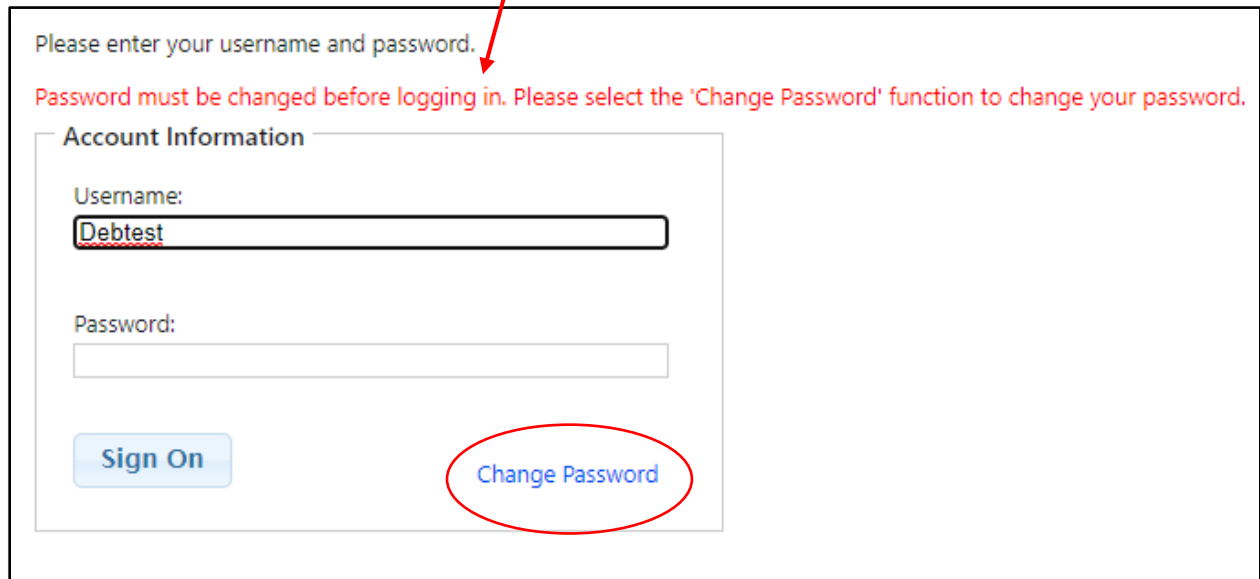 Please enter your username and password.
Password must be changed before logging in. Please select the 'Change Password' function to change your password.
Account Information
Username:
Debtest
Password:
Sign On
Change Password